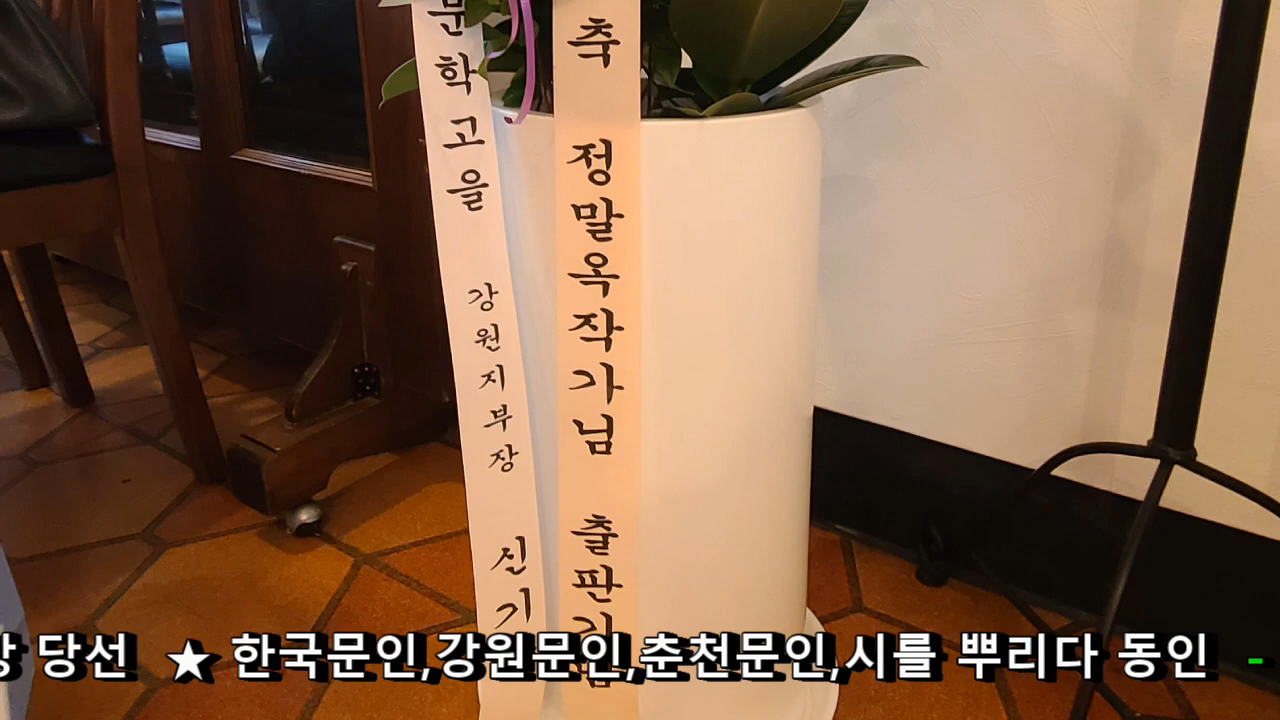 문학고을 강원지부장 신기
축 정말옥작가님 출판기념
당선 ★ 한국문인,강원문인,춘천문인,시를 뿌리다 동인 -